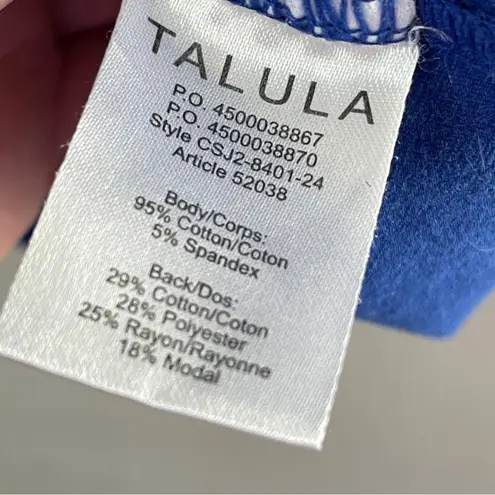 TALULA
P.O. 4500038867
P.O. 4500038870
Style CSJ2-8401-24
Article 52038
Body/Corps:
95% Cotton/Coton
5% Spandex
Back/Dos:
29% Cotton/Coton
28% Polyester
25% Rayon/Rayonne
18% Modal